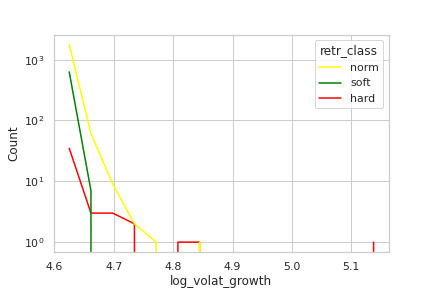 retr_class
norm
soft
hard
10³
10²
10¹
10⁰
Count
4.6 4.7 4.8 4.9 5.0 5.1
log_volat_growth